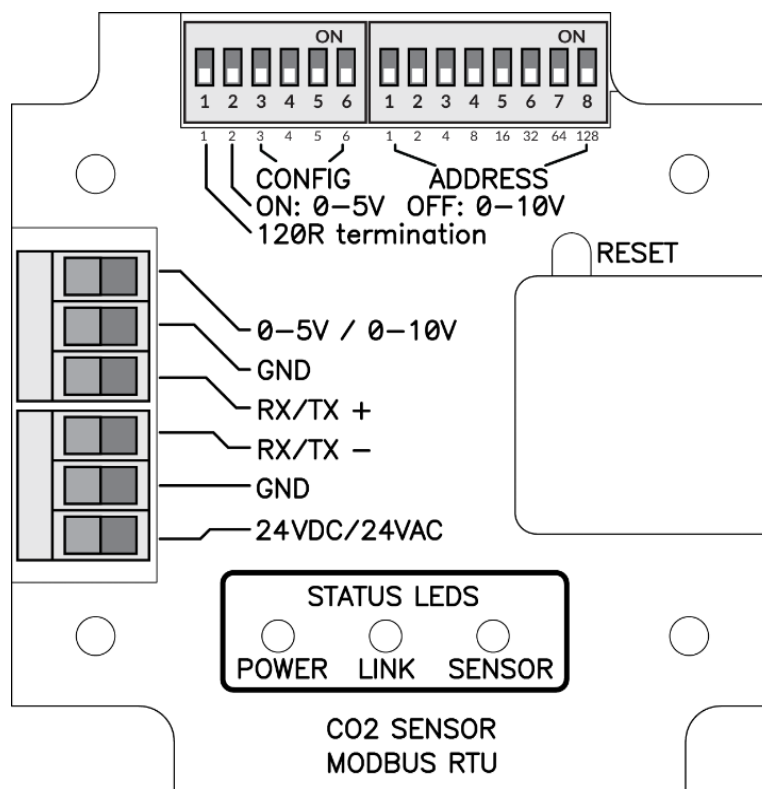 ON ON
1 2 3 4 5 6 1 2 3 4 5 6 7 8
1 2 3 4 5 6 1 2 4 8 16 32 64 128
CONFIG ADDRESS
ON: 0-5V OFF: 0-10V
120R termination
RESET
0-5V / 0-10V
GND
RX/TX +
RX/TX -
GND
24VDC/24VAC
STATUS LEDS
POWER LINK SENSOR
CO2 SENSOR
MODBUS RTU